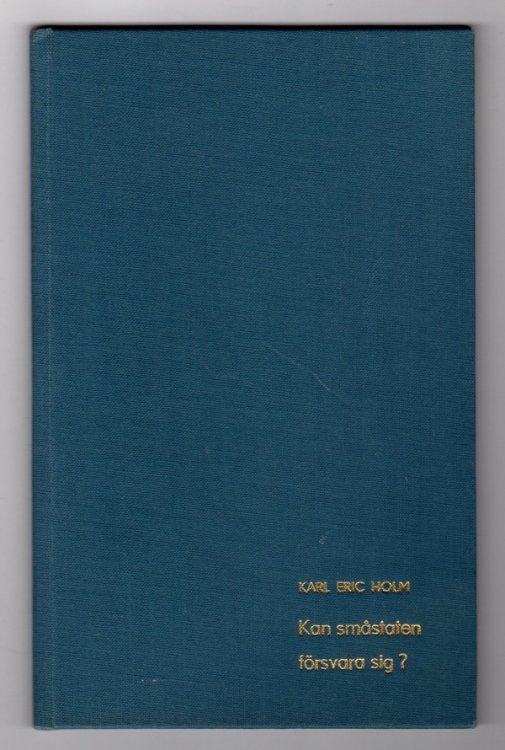 KARL ERIC HOLM
Kan småstaten
försvara sig?